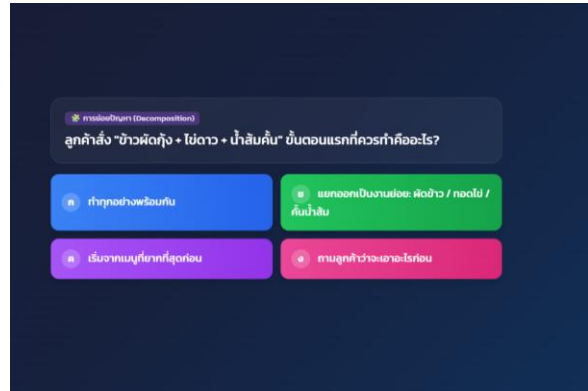 การย่อยปัญหา (Decomposition)
ลูกค้าสั่ง "ข้าวผัดกุ้ง + ไข่ดาว + น้ำส้มคั้น" ขั้นตอนแรกที่ควรทำคืออะไร?
ก ทำทุกอย่างพร้อมกัน
ข แยกออกเป็นงานย่อย: ผัดข้าว / ทอดไข่ /
คั้นน้ำส้ม
ค เริ่มจากเมนูที่ยากที่สุดก่อน
ง ถามลูกค้าว่าจะเอาอะไรก่อน